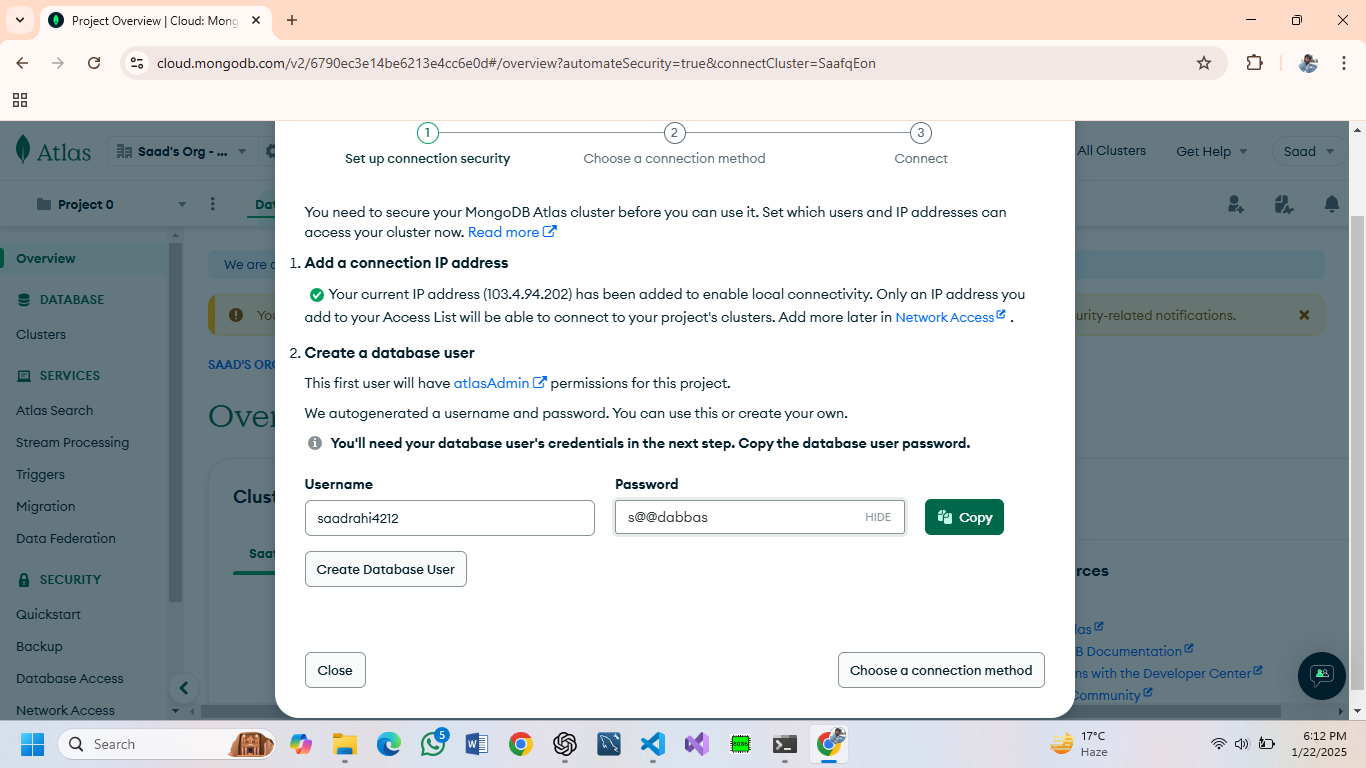 Project Overview | Cloud: Mong
cloud.mongodb.com/v2/6790ec3e14be6213e4cc6e0d#/overview?automateSecurity=true&connectCluster=SaafqEon
Atlas
Saad's Org - ...
All Clusters
Get Help
Saad
1
2
3
Set up connection security
Choose a connection method
Connect
Project 0
Dat
You need to secure your MongoDB Atlas cluster before you can use it. Set which users and IP addresses can
access your cluster now. Read more
We are
1. Add a connection IP address
Your current IP address (103.4.94.202) has been added to enable local connectivity. Only an IP address you
add to your Access List will be able to connect to your project's clusters. Add more later in Network Access .
urity-related notifications.
2. Create a database user
This first user will have atlasAdmin permissions for this project.
We autogenerated a username and password. You can use this or create your own.
You'll need your database user's credentials in the next step. Copy the database user password.
Username
Password
saadrahi4212
s@@dabbas
HIDE
Copy
Create Database User
Close
Choose a connection method
Overview
DATABASE
Clusters
SERVICES
Atlas Search
Stream Processing
Triggers
Migration
Data Federation
SECURITY
Quickstart
Backup
Database Access
Network Access
SAAD'S ORG
Over
Clust
Saaf
rces
las
B Documentation
ns with the Developer Center
Community
Search
5
17°C
Haze
6:12 PM
1/22/2025